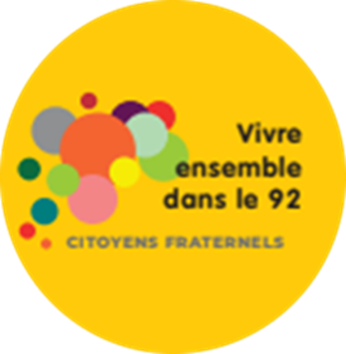 Vivre
ensemble
dans le 92
CITOYENS FRATERNELS